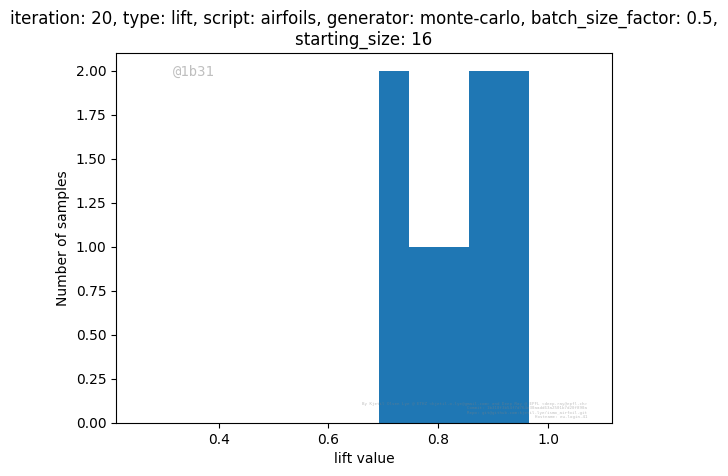 iteration: 20, type: lift, script: airfoils, generator: monte-carlo, batch_size_factor: 0.5,
starting_size: 16
@1b31
2.00
1.75
1.50
1.25
1.00
0.75
0.50
0.25
0.00
Number of samples
0.4
0.6
0.8
1.0
lift value